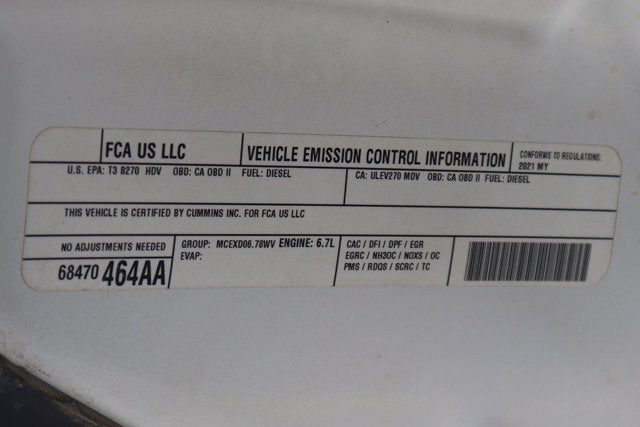 FCA US LLC
VEHICLE EMISSION CONTROL INFORMATION
CONFORMS TO REGULATIONS:
2021 MY
U.S. EPA: T3 B270 HDV OBD: CA OBD II FUEL: DIESEL
CA: ULEV270 MDV OBD: CA OBD II FUEL: DIESEL
THIS VEHICLE IS CERTIFIED BY CUMMINS INC. FOR FCA US LLC
NO ADJUSTMENTS NEEDED
68470 464AA
GROUP: MCEXD06.78WV ENGINE: 6.7L
EVAP:
CAC / DFI / DPF / EGR
EGRC / NH3OC / NOXS / OC
PMS / RDQS / SCRC / TC